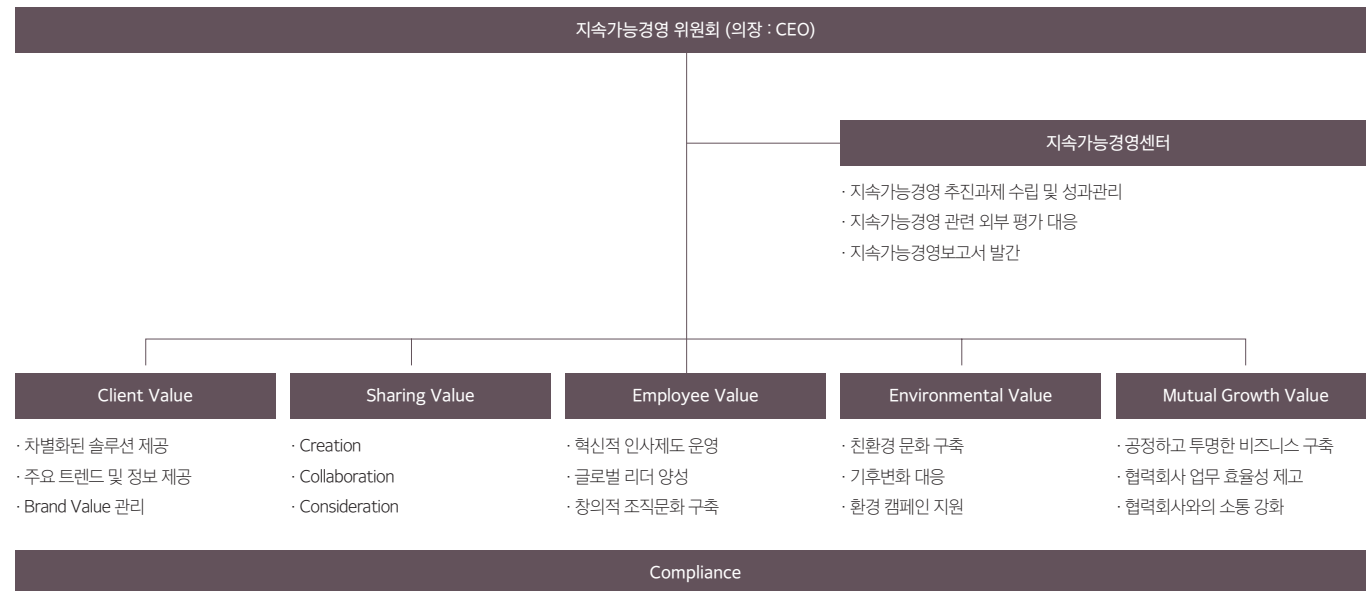 지속가능경영 위원회 (의장 : CEO)
지속가능경영센터
· 지속가능경영 추진과제 수립 및 성과관리
· 지속가능경영 관련 외부 평가 대응
· 지속가능경영보고서 발간
Client Value
· 차별화된 솔루션 제공
· 주요 트렌드 및 정보 제공
· Brand Value 관리
Sharing Value
· Creation
· Collaboration
· Consideration
Employee Value
· 혁신적 인사제도 운영
· 글로벌 리더 양성
· 창의적 조직문화 구축
Environmental Value
· 친환경 문화 구축
· 기후변화 대응
· 환경 캠페인 지원
Mutual Growth Value
· 공정하고 투명한 비즈니스 구축
· 협력회사 업무 효율성 제고
· 협력회사와의 소통 강화
Compliance